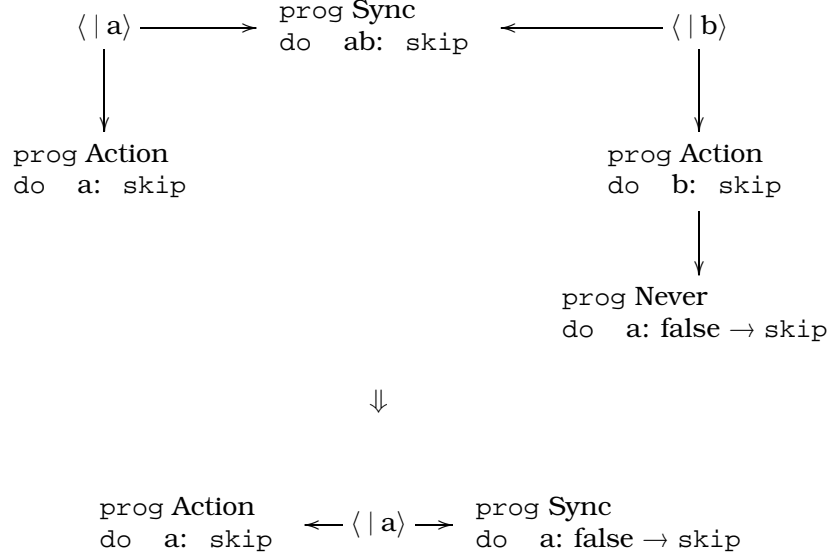 ⟨ | a⟩
prog Sync
do ab: skip
⟨ | b⟩
prog Action
do a: skip
prog Action
do b: skip
prog Never
do a: false → skip
⇓
prog Action
do a: skip
⟨ | a⟩
prog Sync
do a: false → skip